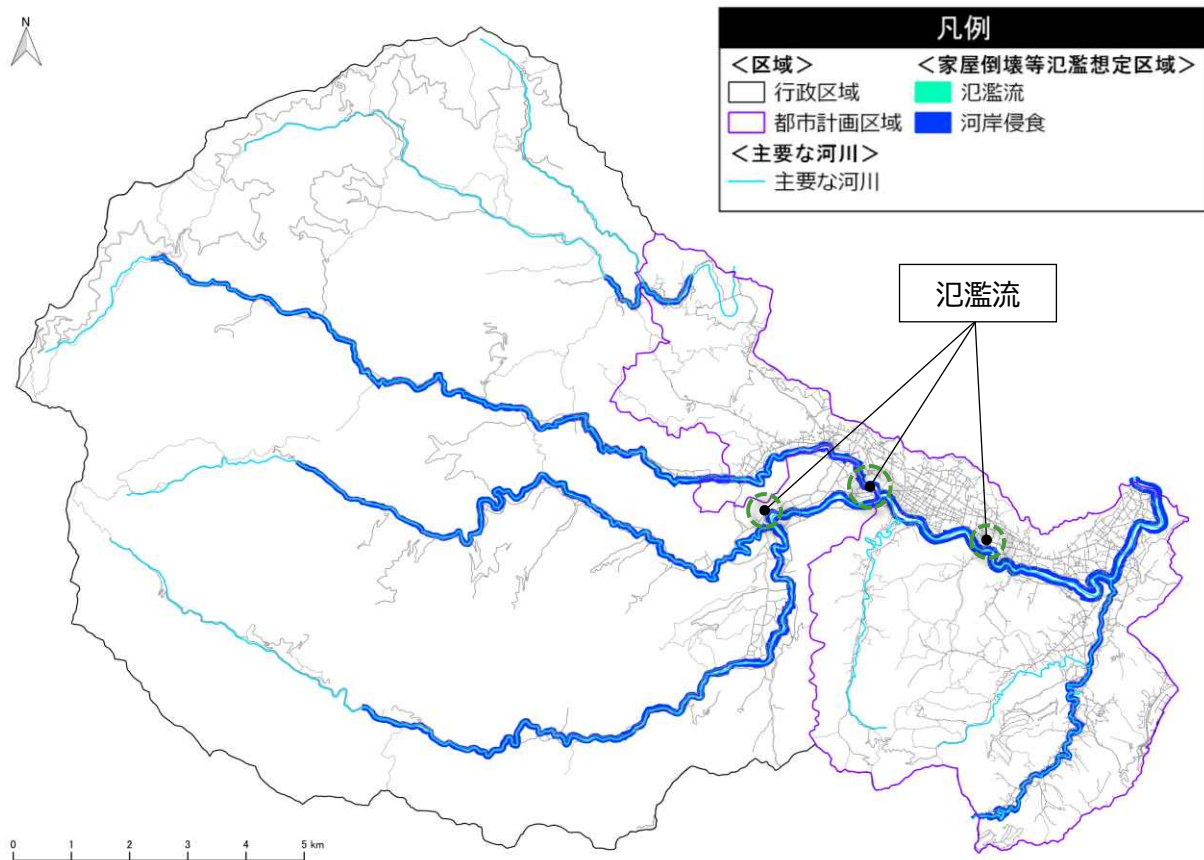 N
凡例
＜区域＞
行政区域
都市計画区域
＜主要な河川＞
主要な河川
＜家屋倒壊等氾濫想定区域＞
氾濫流
河岸侵食
氾濫流
0 1 2 3 4 5 km